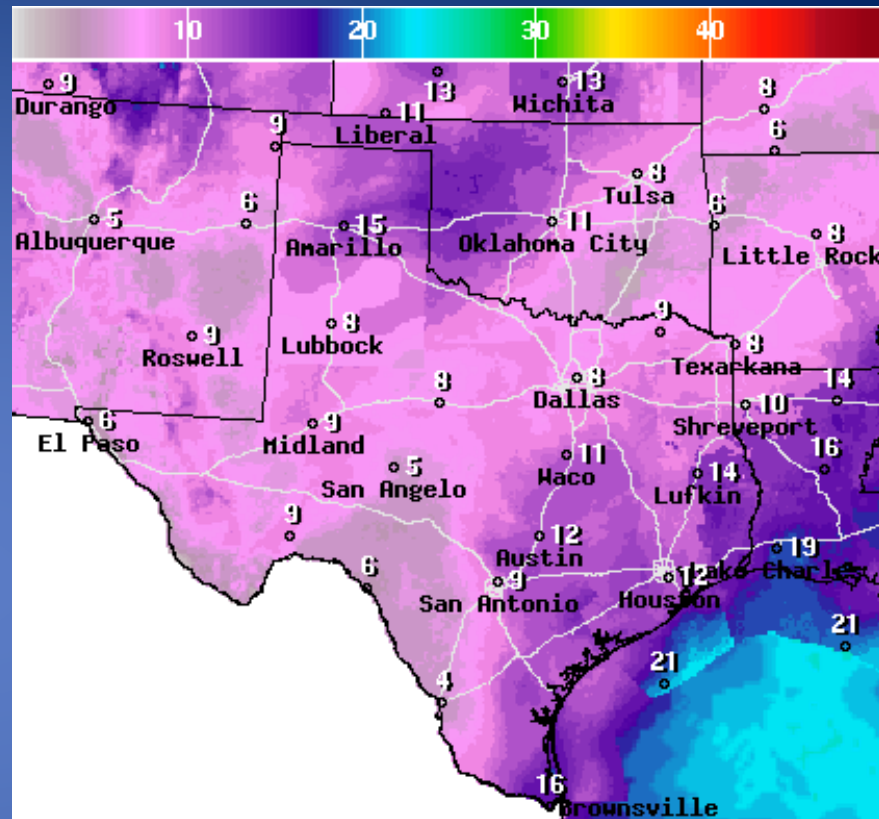 10 20 30 40
9
Durango
13
13
Wichita
11
Liberal
8
9
6
8
Tulsa
5
Albuquerque
6
15
Amarillo
11
Oklahoma City
6
8
Little Rock
9
Roswell
8
Lubbock
9
8
Texarkana
8
Dallas
8
14
10
Shreveport
6
El Paso
9
Midland
5
San Angelo
11
Waco
14
Lufkin
16
9
12
Austin
19
Lake Charles
6
9
San Antonio
12
Houston
21
21
4
16
Brownsville